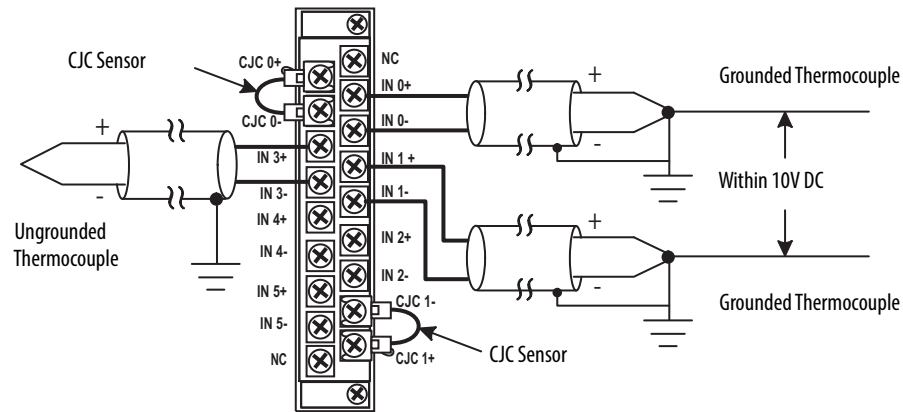 CJC Sensor
CJC 0+
CJC 0-
NC
IN 0+
IN 0-
+
-
Grounded Thermocouple
Within 10V DC
+
-
Ungrounded
Thermocouple
IN 3+
IN 3-
IN 4+
IN 4-
IN 5+
IN 5-
NC
IN 1 +
IN 1-
IN 2+
IN 2-
CJC 1-
CJC 1+
CJC Sensor
+
-
Grounded Thermocouple